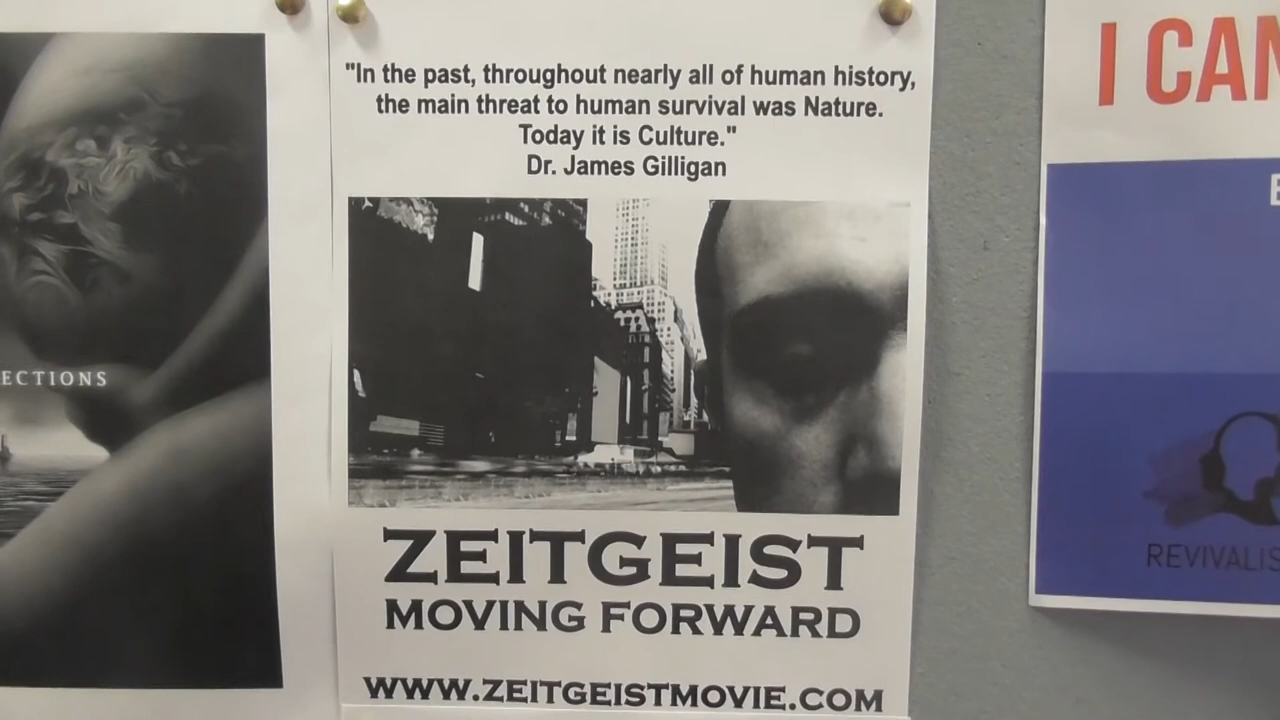 "In the past, throughout nearly all of human history,
the main threat to human survival was Nature.
Today it is Culture."
Dr. James Gilligan
ZEITGEIST
MOVING FORWARD
WWW.ZEITGEISTMOVIE.COM
ECTIONS
I CAN
E
REVIVALIS